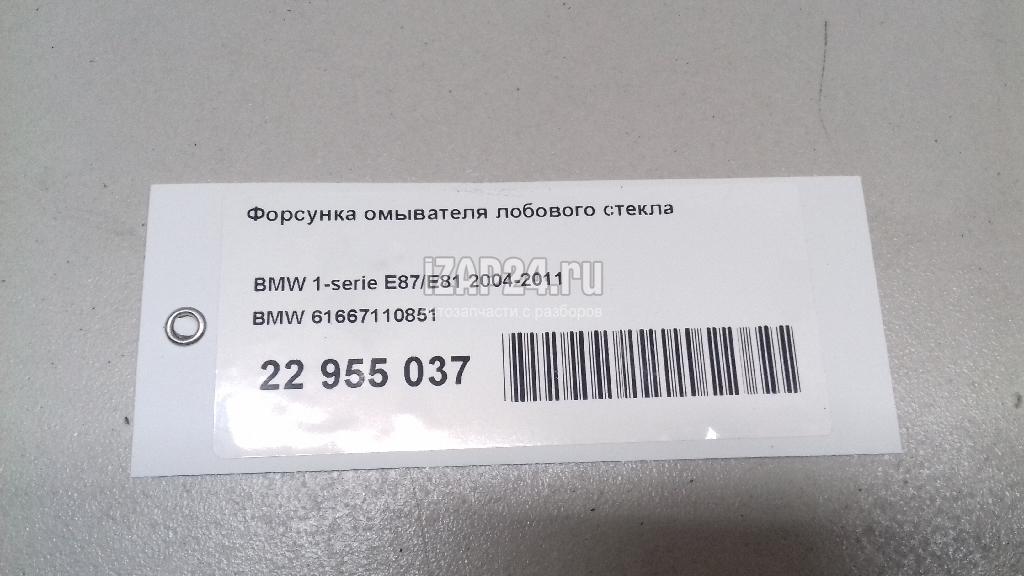 Форсунка омывателя лобового стекла
BMW 1-serie E87/E81 2004-2011
iZAP24.ru
автозапчасти с разборов
BMW 61667110851
22 955 037